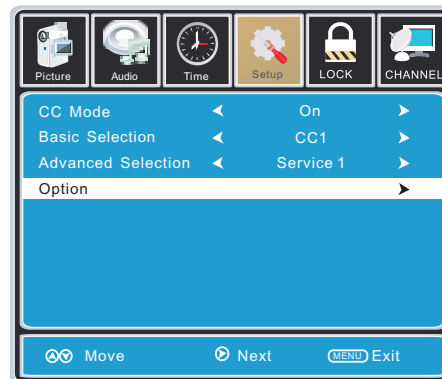 Picture Audio Time Setup LOCK CHANNEL
CC Mode On
Basic Selection CC1
Advanced Selection Service 1
Option
Move Next MENU Exit